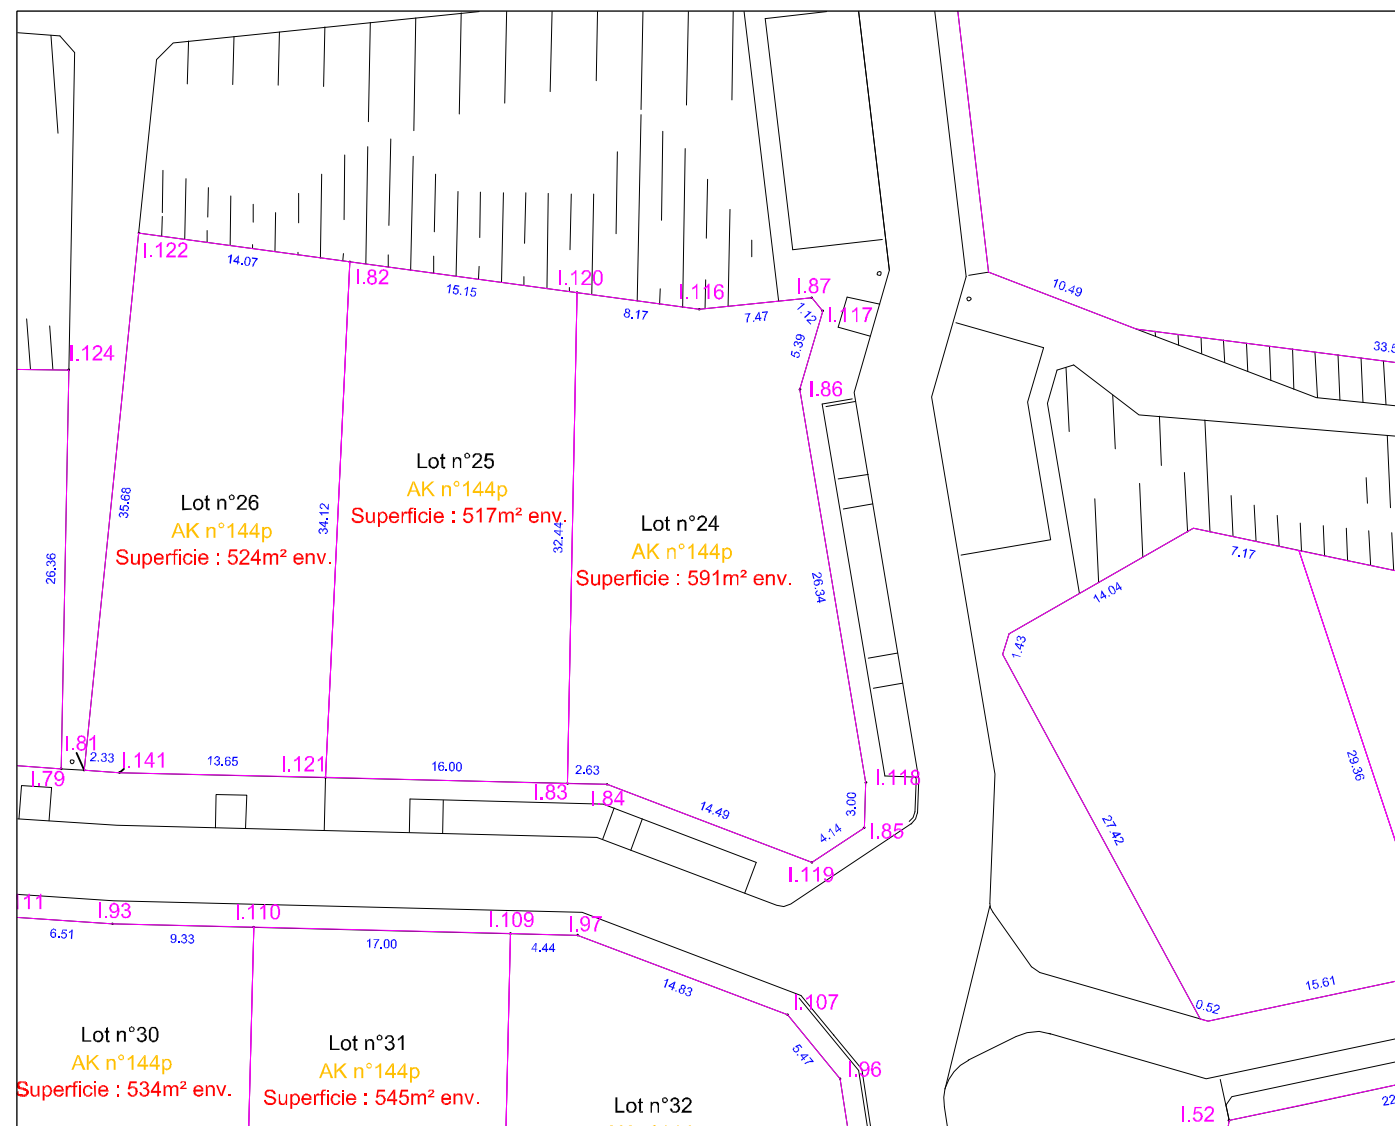 I.122
14.07
I.82
15.15
I.120
8.17
I.116
7.47
I.87
1.12
I.117
5.39
I.86
10.49
I.124
26.36
35.68
34.12
32.44
26.34
Lot n°26
AK n°144p
Superficie : 524m² env.
Lot n°25
AK n°144p
Superficie : 517m² env.
Lot n°24
AK n°144p
Superficie : 591m² env.
7.17
14.04
1.43
29.36
27.42
0.52
15.61
I.79
I.81
2.33
I.141
13.65
I.121
16.00
I.83
2.63
I.84
14.49
I.119
4.14
I.85
3.00
I.118
I.93
I.110
I.109
I.97
6.51
9.33
17.00
4.44
14.83
I.107
5.47
I.96
Lot n°30
AK n°144p
Superficie : 534m² env.
Lot n°31
AK n°144p
Superficie : 545m² env.
Lot n°32
I.52